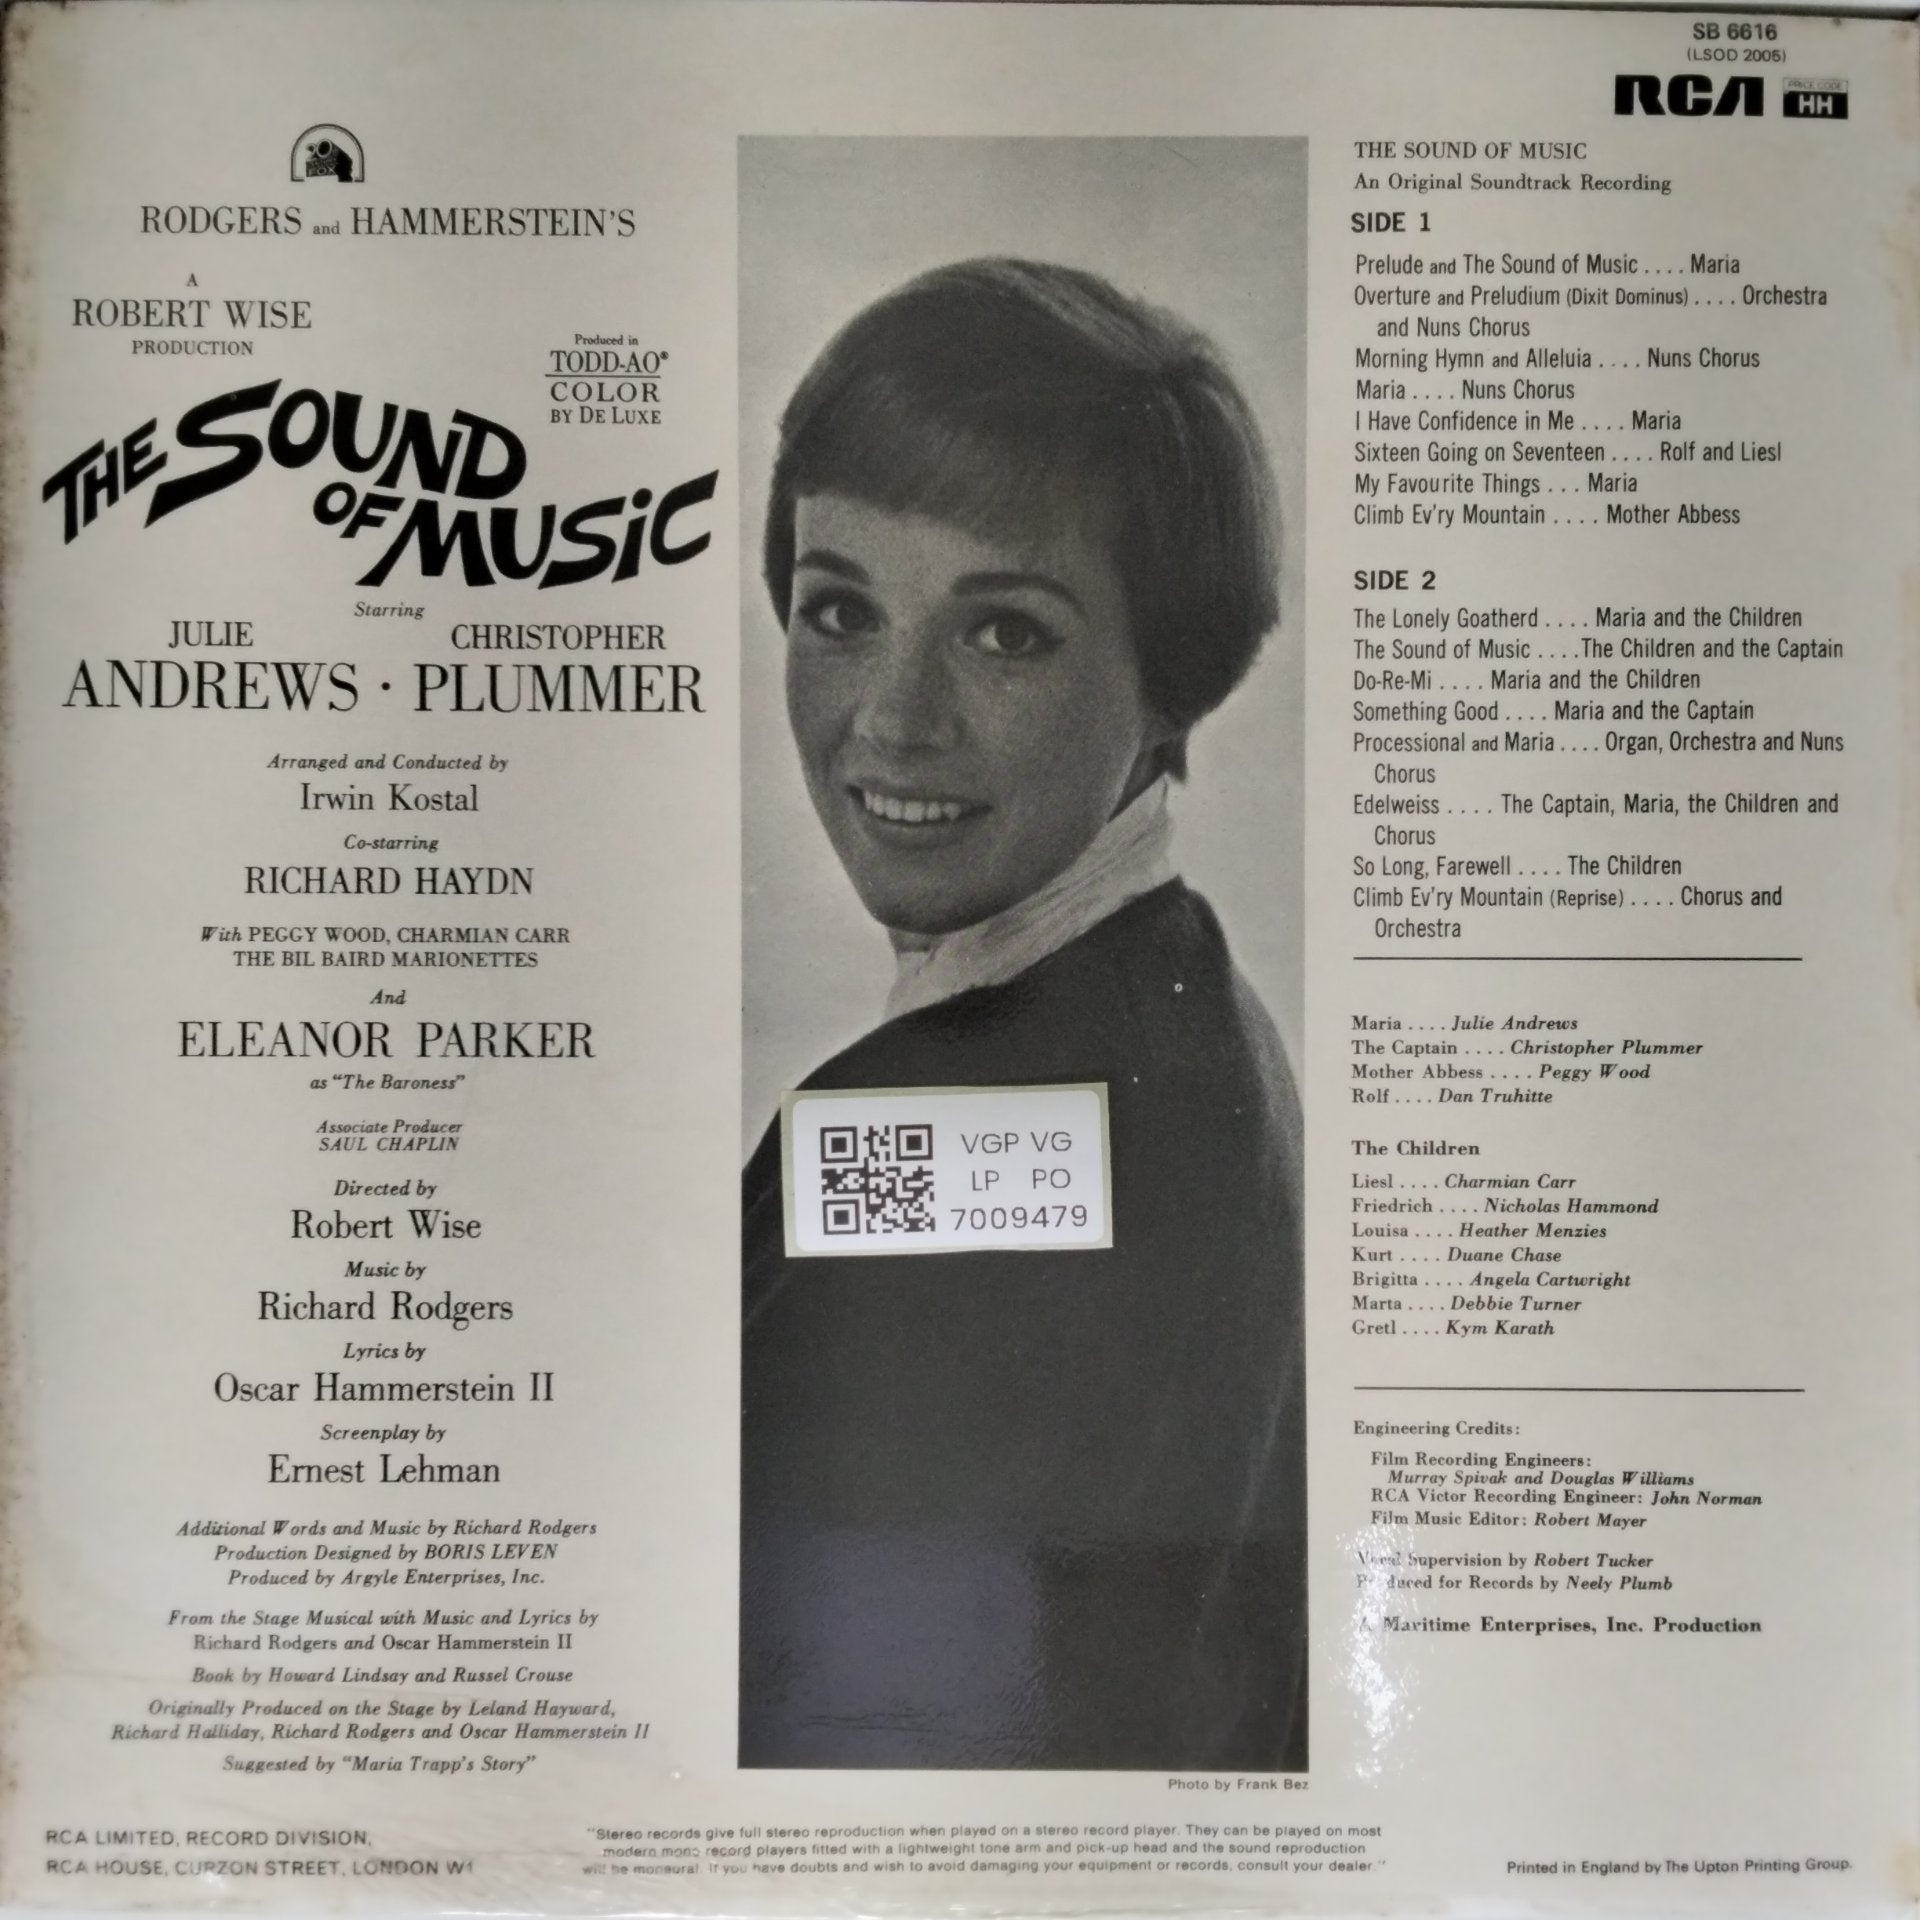 SB 6616
(LSOD 2005)
RCA
PRICE CODE
HH
20
FOX
RODGERS and HAMMERSTEIN'S
A
ROBERT WISE
PRODUCTION
Produced in
TODD-AO®
COLOR
BY DE LUXE
THE SOUND
OF MUSIC
Starring
JULIE CHRISTOPHER
ANDREWS · PLUMMER
Arranged and Conducted by
Irwin Kostal
Co-starring
RICHARD HAYDN
With PEGGY WOOD, CHARMIAN CARR
THE BIL BAIRD MARIONETTES
And
ELEANOR PARKER
as "The Baroness"
Associate Producer
SAUL CHAPLIN
Directed by
Robert Wise
Music by
Richard Rodgers
Lyrics by
Oscar Hammerstein II
Screenplay by
Ernest Lehman
Additional Words and Music by Richard Rodgers
Production Designed by BORIS LEVEN
Produced by Argyle Enterprises, Inc.
From the Stage Musical with Music and Lyrics by
Richard Rodgers and Oscar Hammerstein II
Book by Howard Lindsay and Russel Crouse
Originally Produced on the Stage by Leland Hayward,
Richard Halliday, Richard Rodgers and Oscar Hammerstein II
Suggested by "Maria Trapp's Story"
VGP VG
LP PO
7009479
Photo by Frank Bez
THE SOUND OF MUSIC
An Original Soundtrack Recording
SIDE 1
Prelude and The Sound of Music .... Maria
Overture and Preludium (Dixit Dominus) .... Orchestra
and Nuns Chorus
Morning Hymn and Alleluia .... Nuns Chorus
Maria .... Nuns Chorus
I Have Confidence in Me .... Maria
Sixteen Going on Seventeen .... Rolf and Liesl
My Favourite Things ... Maria
Climb Ev'ry Mountain .... Mother Abbess
SIDE 2
The Lonely Goatherd .... Maria and the Children
The Sound of Music ....The Children and the Captain
Do-Re-Mi .... Maria and the Children
Something Good .... Maria and the Captain
Processional and Maria .... Organ, Orchestra and Nuns
Chorus
Edelweiss .... The Captain, Maria, the Children and
Chorus
So Long, Farewell .... The Children
Climb Ev'ry Mountain (Reprise) .... Chorus and
Orchestra
Maria .... Julie Andrews
The Captain .... Christopher Plummer
Mother Abbess .... Peggy Wood
Rolf .... Dan Truhitte
The Children
Liesl .... Charmian Carr
Friedrich .... Nicholas Hammond
Louisa .... Heather Menzies
Kurt .... Duane Chase
Brigitta .... Angela Cartwright
Marta .... Debbie Turner
Gretl .... Kym Karath
Engineering Credits:
Film Recording Engineers:
Murray Spivak and Douglas Williams
RCA Victor Recording Engineer: John Norman
Film Music Editor: Robert Mayer
Vocal Supervision by Robert Tucker
Produced for Records by Neely Plumb
A Maritime Enterprises, Inc. Production
RCA LIMITED, RECORD DIVISION,
RCA HOUSE, CURZON STREET, LONDON W1
"Stereo records give full stereo reproduction when played on a stereo record player. They can be played on most
modern mono record players fitted with a lightweight tone arm and pick-up head and the sound reproduction
will be monaural. If you have doubts and wish to avoid damaging your equipment or records, consult your dealer."
Printed in England by The Upton Printing Group.